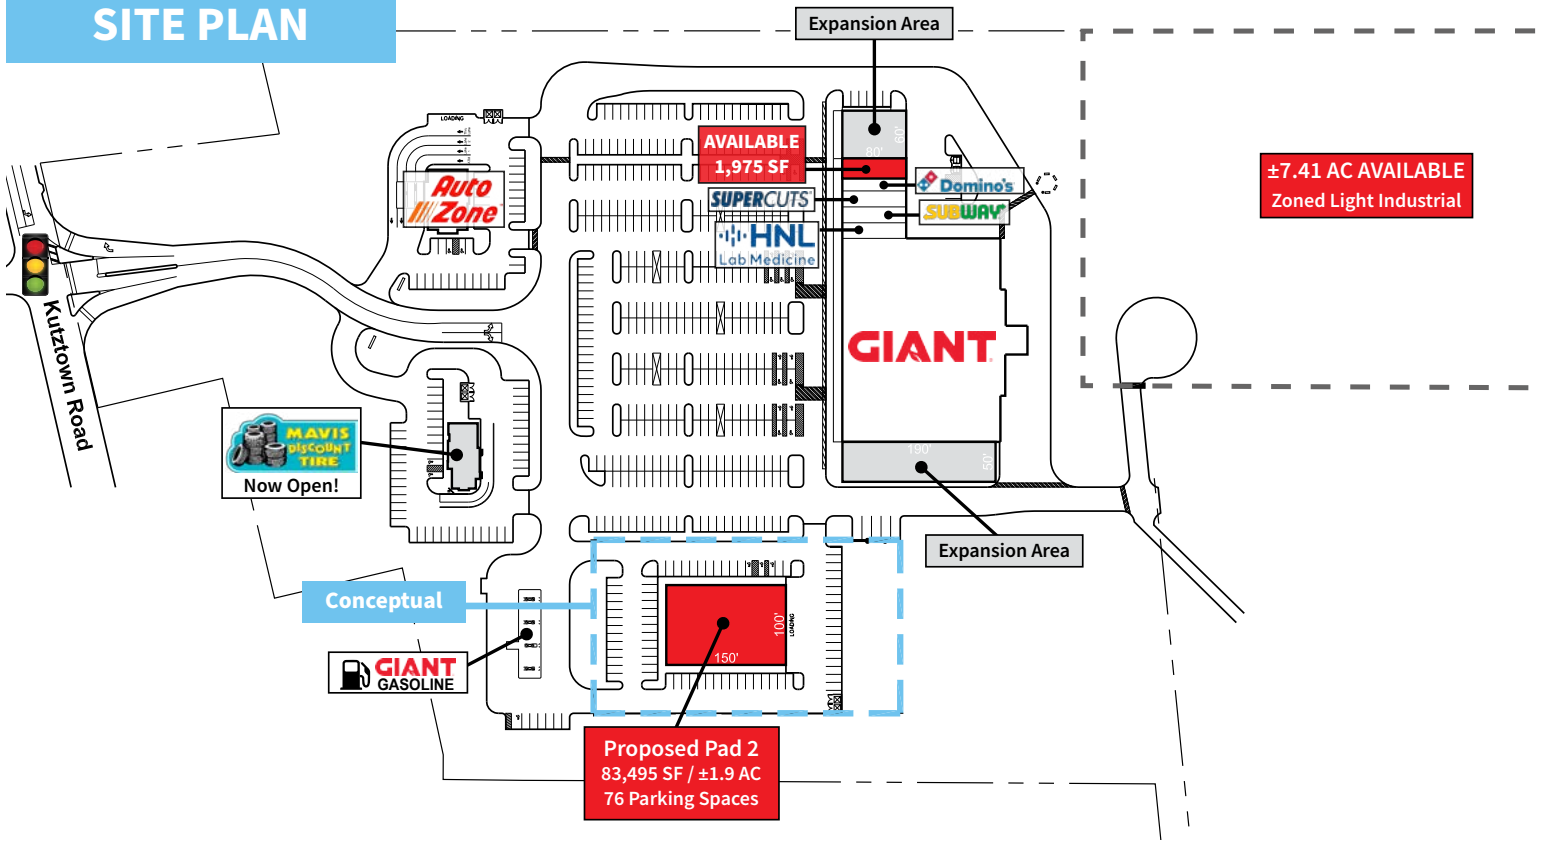 SITE PLAN
Expansion Area
LOADING
60'
80'
AVAILABLE
1,975 SF
Domino's
SUPERCUTS
SUBWAY
HNL
Lab Medicine
±7.41 AC AVAILABLE
Zoned Light Industrial
Auto
Zone
Kutztown Road
GIANT
MAVIS
DISCOUNT
TIRE
Now Open!
190'
50'
Expansion Area
Conceptual
100'
LOADING
150'
GIANT
GASOLINE
Proposed Pad 2
83,495 SF / ±1.9 AC
76 Parking Spaces